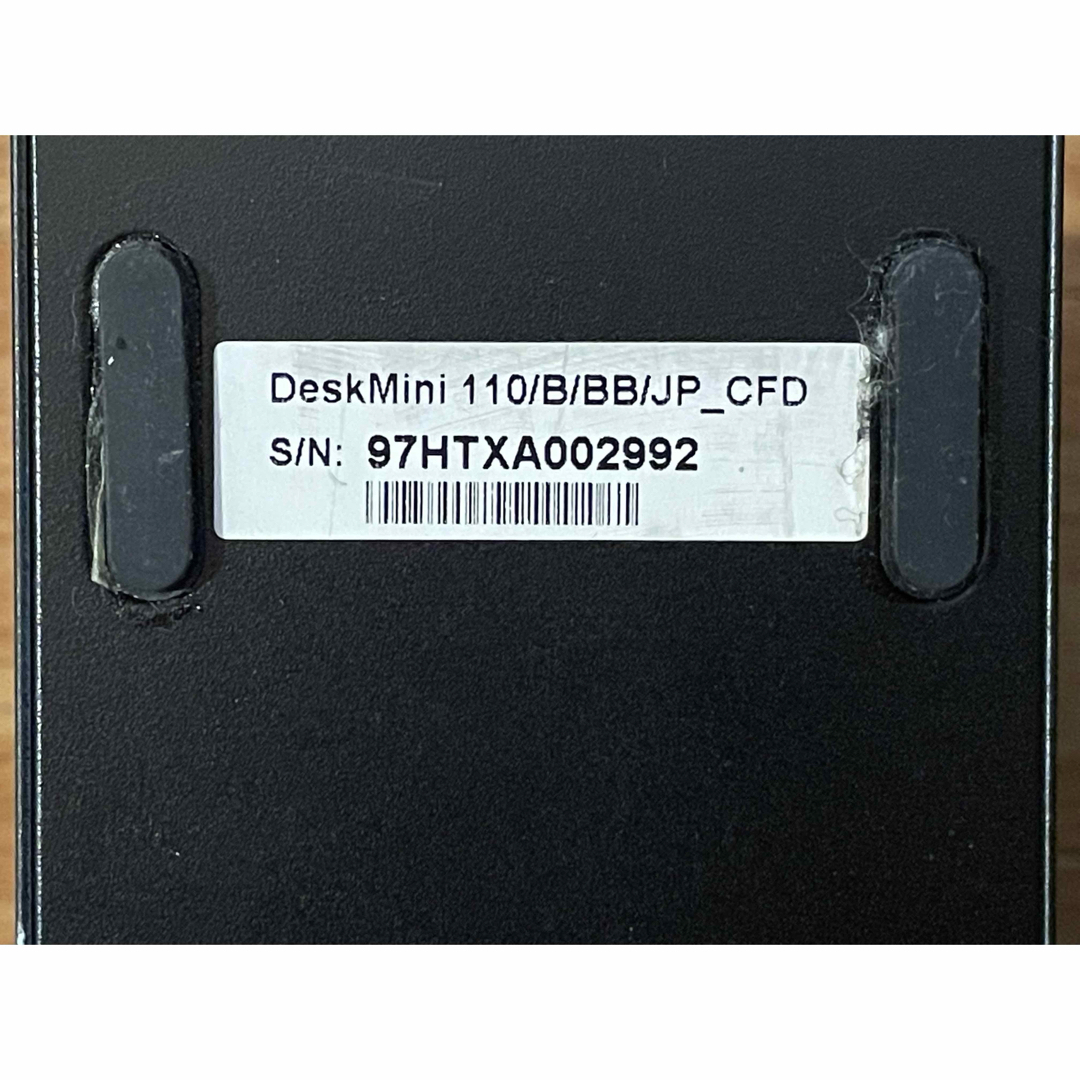 DeskMini 110/B/BB/JP_CFD
S/N: 97HTXA002992